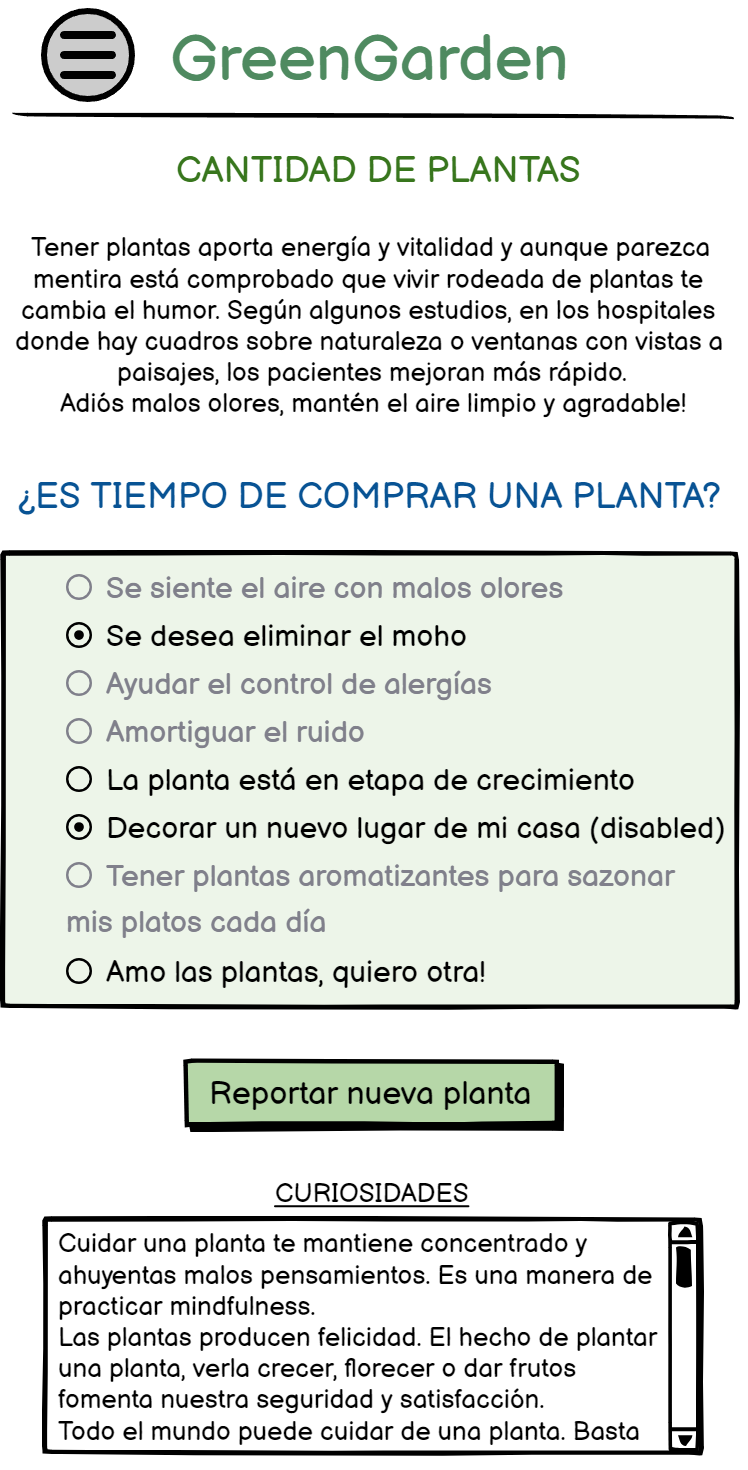 GreenGarden
CANTIDAD DE PLANTAS
Tener plantas aporta energía y vitalidad y aunque parezca
mentira está comprobado que vivir rodeada de plantas te
cambia el humor. Según algunos estudios, en los hospitales
donde hay cuadros sobre naturaleza o ventanas con vistas a
paisajes, los pacientes mejoran más rápido.
Adiós malos olores, mantén el aire limpio y agradable!
¿ES TIEMPO DE COMPRAR UNA PLANTA?
Se siente el aire con malos olores
Se desea eliminar el moho
Ayudar el control de alergías
Amortiguar el ruido
La planta está en etapa de crecimiento
Decorar un nuevo lugar de mi casa (disabled)
Tener plantas aromatizantes para sazonar
mis platos cada día
Amo las plantas, quiero otra!
Reportar nueva planta
CURIOSIDADES
Cuidar una planta te mantiene concentrado y
ahuyentas malos pensamientos. Es una manera de
practicar mindfulness.
Las plantas producen felicidad. El hecho de plantar
una planta, verla crecer, florecer o dar frutos
fomenta nuestra seguridad y satisfacción.
Todo el mundo puede cuidar de una planta. Basta